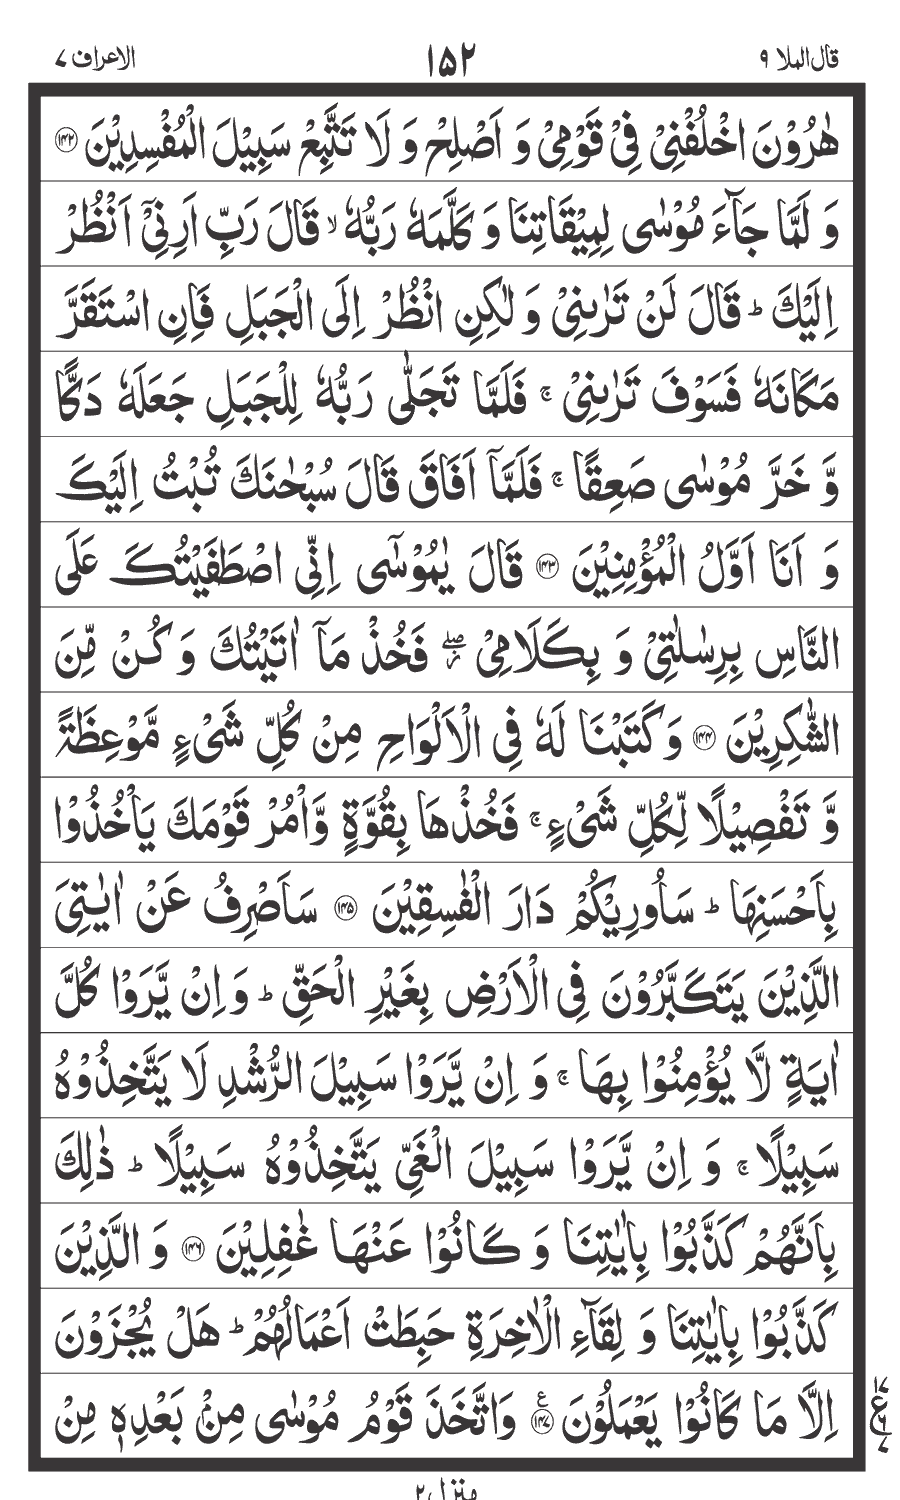 قال الملا ۹ ۱۵۲ الاعراف ۷
هٰرُوْنَ اخْلُفْنِیْ فِیْ قَوْمِیْ وَ اَصْلِحْ وَ لَا تَتَّبِعْ سَبِیْلَ الْمُفْسِدِیْنَ ﴿۱۴۲﴾
وَ لَمَّا جَآءَ مُوْسٰی لِمِیْقَاتِنَا وَ كَلَّمَهٗ رَبُّهٗ ۙ قَالَ رَبِّ اَرِنِیْۤ اَنْظُرْ
اِلَیْكَ ؕ قَالَ لَنْ تَرٰىنِیْ وَ لٰكِنِ انْظُرْ اِلَی الْجَبَلِ فَاِنِ اسْتَقَرَّ
مَكَانَهٗ فَسَوْفَ تَرٰىنِیْ ۚ فَلَمَّا تَجَلّٰی رَبُّهٗ لِلْجَبَلِ جَعَلَهٗ دَكًّا
وَّ خَرَّ مُوْسٰی صَعِقًا ۚ فَلَمَّاۤ اَفَاقَ قَالَ سُبْحٰنَكَ تُبْتُ اِلَیْكَ
وَ اَنَا اَوَّلُ الْمُؤْمِنِیْنَ ﴿۱۴۳﴾ قَالَ یٰمُوْسٰۤی اِنِّی اصْطَفَیْتُكَ عَلَی
النَّاسِ بِرِسٰلٰتِیْ وَ بِكَلَامِیْ ۖ٘ فَخُذْ مَاۤ اٰتَیْتُكَ وَ كُنْ مِّنَ
الشّٰكِرِیْنَ ﴿۱۴۴﴾ وَ كَتَبْنَا لَهٗ فِی الْاَلْوَاحِ مِنْ كُلِّ شَیْءٍ مَّوْعِظَةً
وَّ تَفْصِیْلًا لِّكُلِّ شَیْءٍ ۚ فَخُذْهَا بِقُوَّةٍ وَّاْمُرْ قَوْمَكَ یَاْخُذُوْا
بِاَحْسَنِهَا ؕ سَاُورِیْكُمْ دَارَ الْفٰسِقِیْنَ ﴿۱۴۵﴾ سَاَصْرِفُ عَنْ اٰیٰتِیَ
الَّذِیْنَ یَتَكَبَّرُوْنَ فِی الْاَرْضِ بِغَیْرِ الْحَقِّ ؕ وَ اِنْ یَّرَوْا كُلَّ
اٰیَةٍ لَّا یُؤْمِنُوْا بِهَا ۚ وَ اِنْ یَّرَوْا سَبِیْلَ الرُّشْدِ لَا یَتَّخِذُوْهُ
سَبِیْلًا ۚ وَ اِنْ یَّرَوْا سَبِیْلَ الْغَیِّ یَتَّخِذُوْهُ سَبِیْلًا ؕ ذٰلِكَ
بِاَنَّهُمْ كَذَّبُوْا بِاٰیٰتِنَا وَ كَانُوْا عَنْهَا غٰفِلِیْنَ ﴿۱۴۶﴾ وَ الَّذِیْنَ
كَذَّبُوْا بِاٰیٰتِنَا وَ لِقَآءِ الْاٰخِرَةِ حَبِطَتْ اَعْمَالُهُمْ ؕ هَلْ یُجْزَوْنَ
اِلَّا مَا كَانُوْا یَعْمَلُوْنَ ﴿۱۴۷﴾ ع وَاتَّخَذَ قَوْمُ مُوْسٰی مِنْۢ بَعْدِهٖ مِنْ
ع
منزل ۲